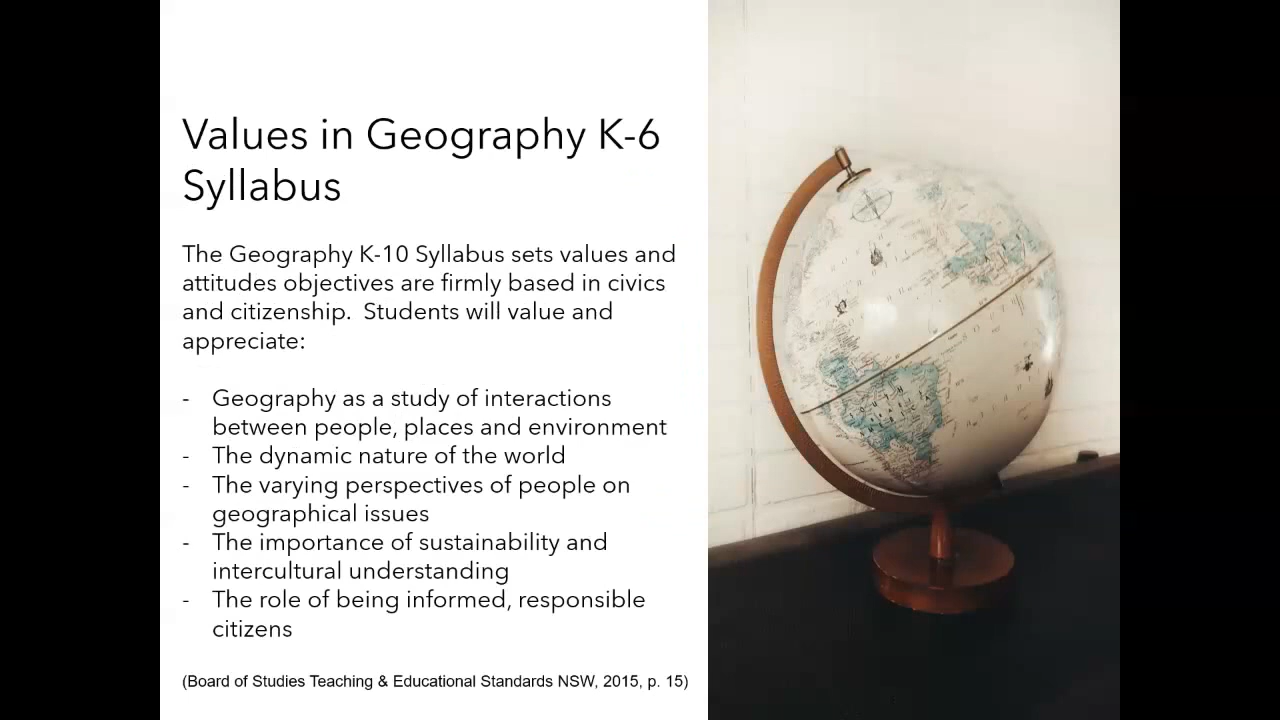 Values in Geography K-6
Syllabus
The Geography K-10 Syllabus sets values and
attitudes objectives are firmly based in civics
and citizenship.  Students will value and
appreciate:
- Geography as a study of interactions
between people, places and environment
- The dynamic nature of the world
- The varying perspectives of people on
geographical issues
- The importance of sustainability and
intercultural understanding
- The role of being informed, responsible
citizens
(Board of Studies Teaching & Educational Standards NSW, 2015, p. 15)